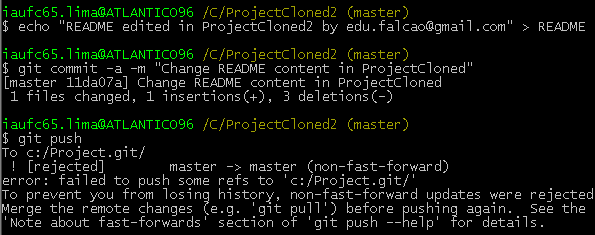 iaufc65.lima@ATLANTICO96 /C/ProjectCloned2 (master)
$ echo "README edited in ProjectCloned2 by edu.falcao@gmail.com" > README
iaufc65.lima@ATLANTICO96 /C/ProjectCloned2 (master)
$ git commit -a -m "Change README content in ProjectCloned"
[master 11da07a] Change README content in ProjectCloned
 1 files changed, 1 insertions(+), 3 deletions(-)
iaufc65.lima@ATLANTICO96 /C/ProjectCloned2 (master)
$ git push
To c:/Project.git/
 ! [rejected]        master -> master (non-fast-forward)
error: failed to push some refs to 'c:/Project.git/'
To prevent you from losing history, non-fast-forward updates were rejected
Merge the remote changes (e.g. 'git pull') before pushing again.  See the
'Note about fast-forwards' section of 'git push --help' for details.